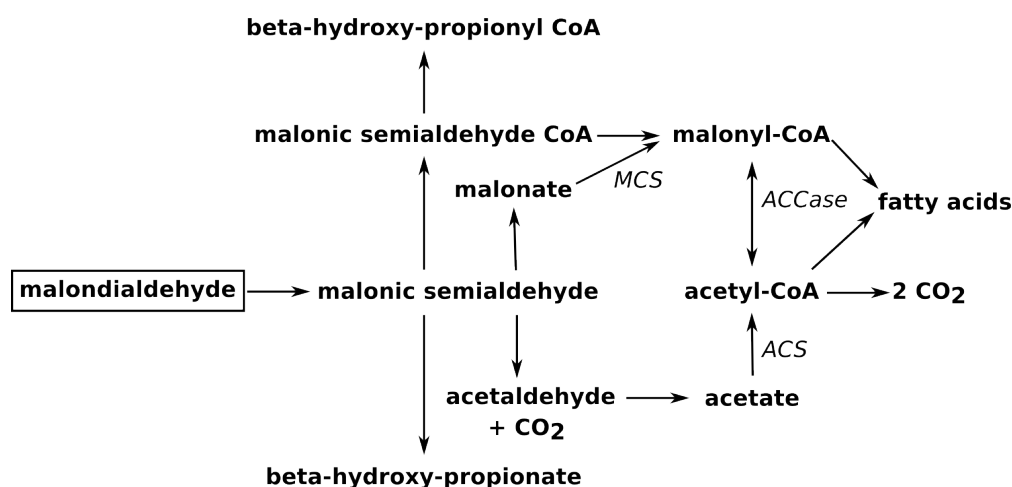 beta-hydroxy-propionyl CoA
malonic semialdehyde CoA
malonyl-CoA
malonate
MCS
ACCase
fatty acids
malondialdehyde
malonic semialdehyde
acetyl-CoA
2 CO2
ACS
acetaldehyde
+ CO2
acetate
beta-hydroxy-propionate